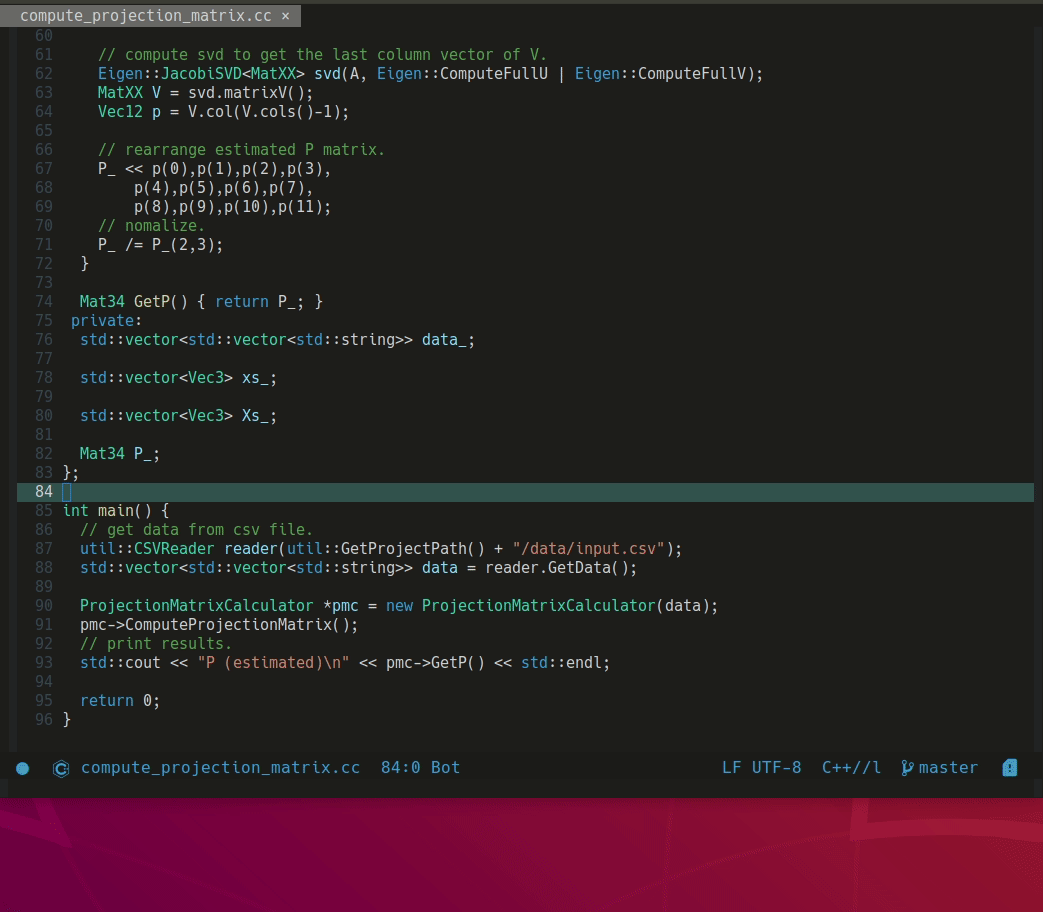 compute_projection_matrix.cc ×
60
61 // compute svd to get the last column vector of V.
62 Eigen::JacobiSVD<MatXX> svd(A, Eigen::ComputeFullU | Eigen::ComputeFullV);
63 MatXX V = svd.matrixV();
64 Vec12 p = V.col(V.cols()-1);
65
66 // rearrange estimated P matrix.
67 P_ << p(0),p(1),p(2),p(3),
68 p(4),p(5),p(6),p(7),
69 p(8),p(9),p(10),p(11);
70 // nomalize.
71 P_ /= P_(2,3);
72 }
73
74 Mat34 GetP() { return P_; }
75 private:
76 std::vector<std::vector<std::string>> data_;
77
78 std::vector<Vec3> xs_;
79
80 std::vector<Vec3> Xs_;
81
82 Mat34 P_;
83 };
84
85 int main() {
86 // get data from csv file.
87 util::CSVReader reader(util::GetProjectPath() + "/data/input.csv");
88 std::vector<std::vector<std::string>> data = reader.GetData();
89
90 ProjectionMatrixCalculator *pmc = new ProjectionMatrixCalculator(data);
91 pmc->ComputeProjectionMatrix();
92 // print results.
93 std::cout << "P (estimated)\n" << pmc->GetP() << std::endl;
94
95 return 0;
96 }
compute_projection_matrix.cc 84:0 Bot LF UTF-8 C++//l master